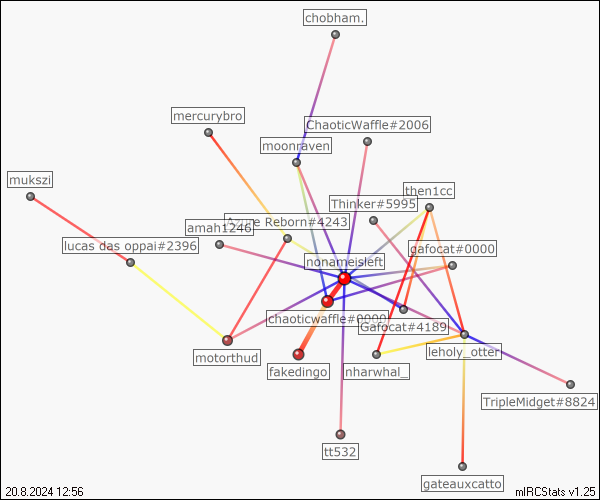 chobham.
mercurybro
ChaoticWaffle#2006
moonraven
mukszi
then1cc
Thinker#5995
Azure Reborn#4243
amah1246
lucas das oppai#2396
gafocat#0000
nonameisleft
chaoticwaffle#0000
Gafocat#4189
motorthud
leholy_otter
fakedingo
nharwhal_
TripleMidget#8824
tt532
gateauxcatto
20.8.2024 12:56
mIRCStats v1.25